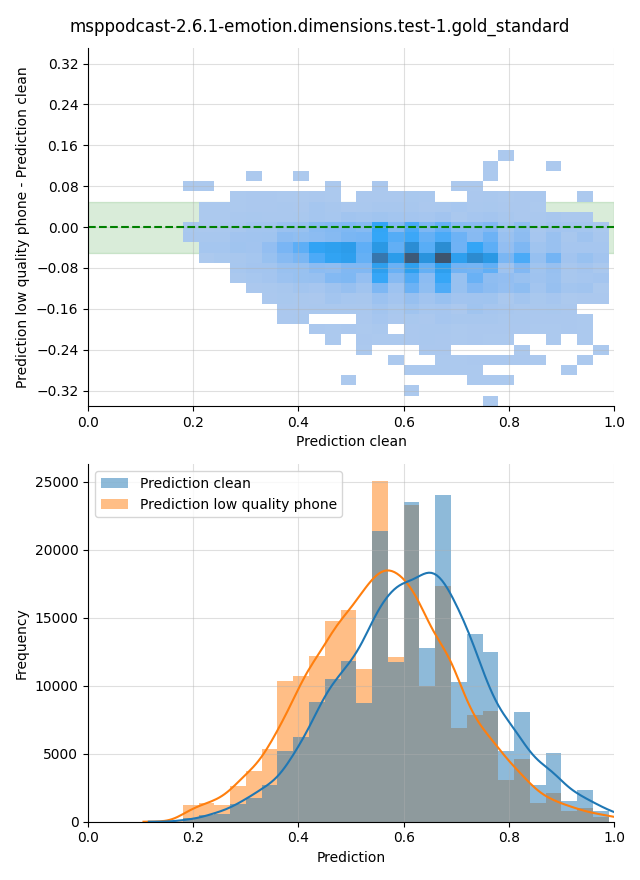 msppodcast-2.6.1-emotion.dimensions.test-1.gold_standard
Prediction low quality phone - Prediction clean
0.32
0.24
0.16
0.08
0.00
−0.08
−0.16
−0.24
−0.32
0.0 0.2 0.4 0.6 0.8 1.0
Prediction clean
Prediction clean
Prediction low quality phone
Frequency
25000
20000
15000
10000
5000
0
0.0 0.2 0.4 0.6 0.8 1.0
Prediction